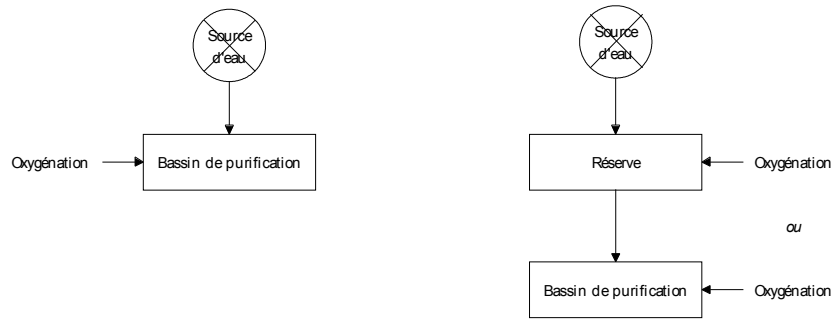 Source
d'eau
Oxygénation
Bassin de purification
Source
d'eau
Réserve
Oxygénation
ou
Bassin de purification
Oxygénation